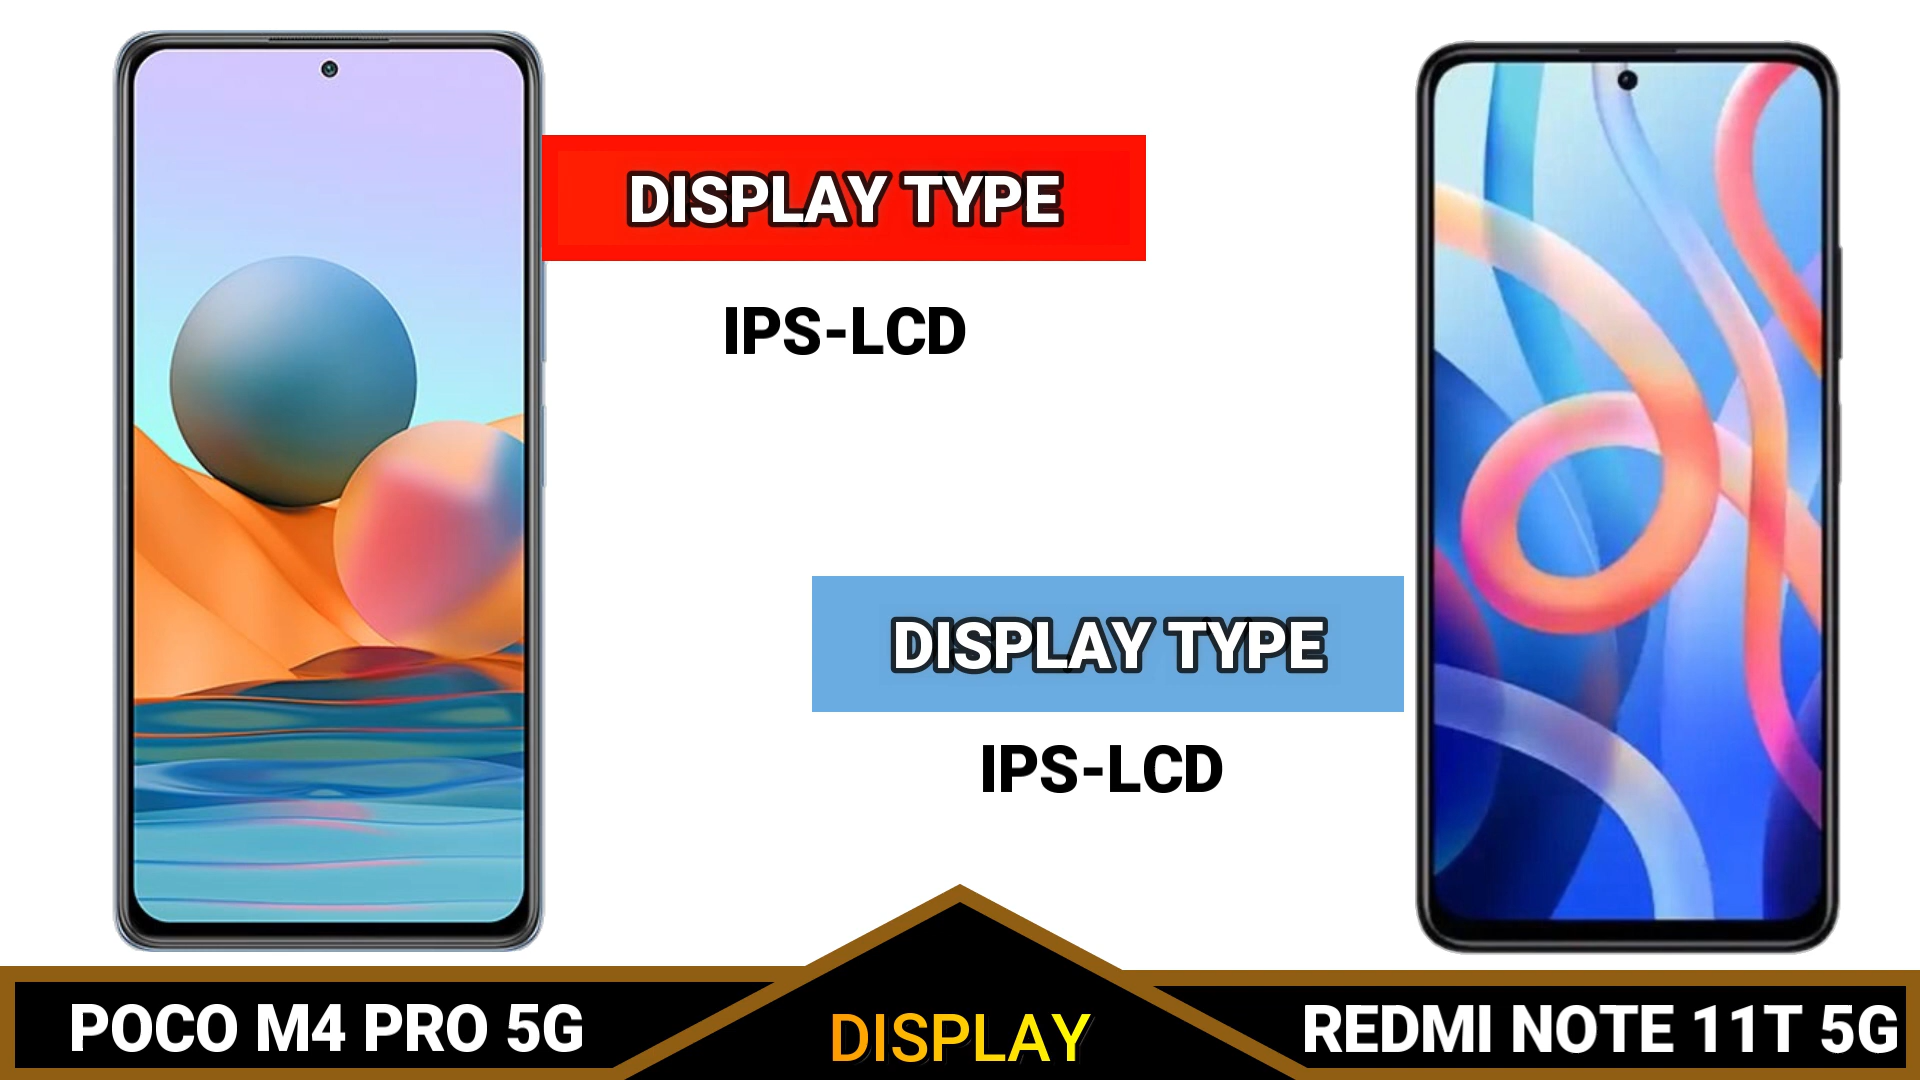 DISPLAY TYPE
IPS-LCD
DISPLAY TYPE
IPS-LCD
POCO M4 PRO 5G
DISPLAY
REDMI NOTE 11T 5G